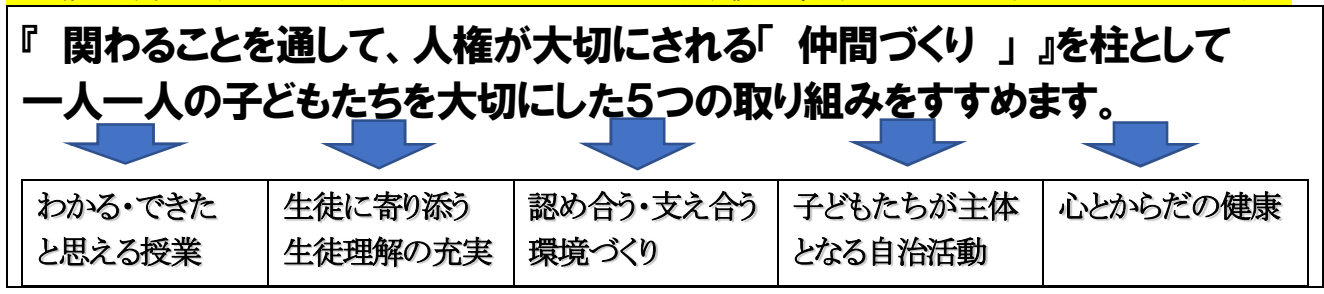 『 関わることを通して、人権が大切にされる「 仲間づくり 」』を柱として
一人一人の子どもたちを大切にした５つの取り組みをすすめます。
わかる・できた
と思える授業
生徒に寄り添う
生徒理解の充実
認め合う・支え合う
環境づくり
子どもたちが主体
となる自治活動
心とからだの健康